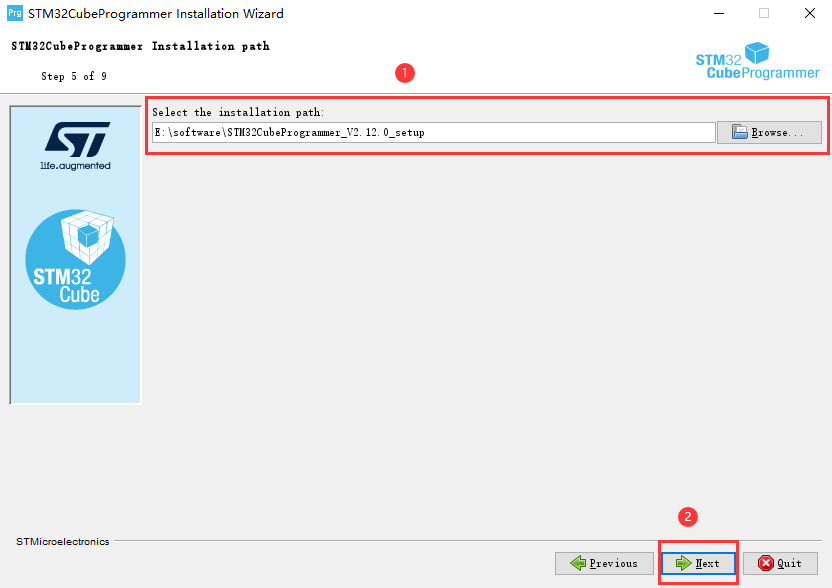 Prg STM32CubeProgrammer Installation Wizard
STM32CubeProgrammer Installation path
Step 5 of 9
1
STM32
CubeProgrammer
Select the installation path:
E:\software\STM32CubeProgrammer_V2.12.0_setup
Browse...
ST
life.augmented
STM32
Cube
2
STMicroelectronics
Previous
Next
Quit